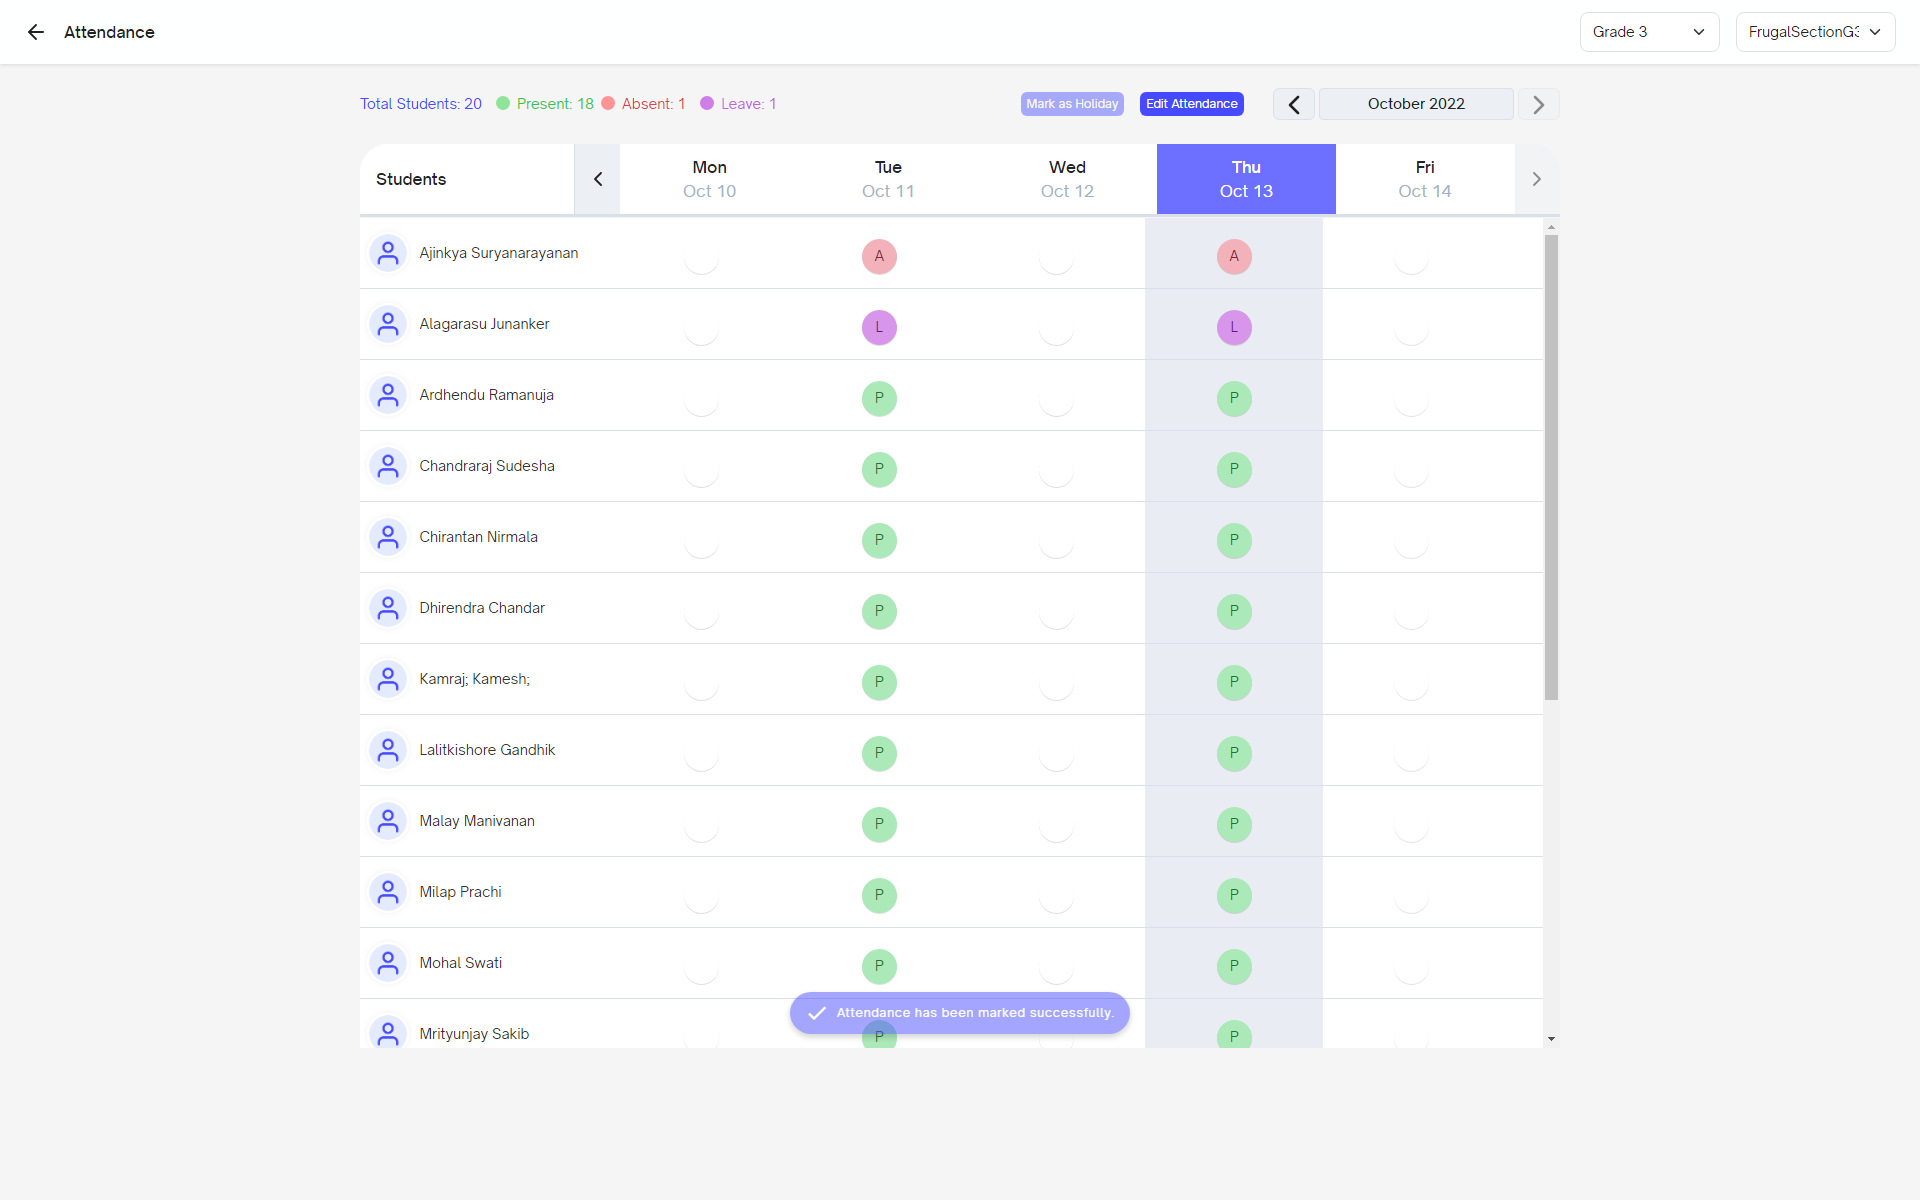 Attendance
Grade 3
FrugalSectionG3
Total Students: 20 Present: 18 Absent: 1 Leave: 1
Mark as Holiday
Edit Attendance
October 2022
Students
Mon
Oct 10
Tue
Oct 11
Wed
Oct 12
Thu
Oct 13
Fri
Oct 14
Ajinkya Suryanarayanan A A
Alagarasu Junanker L L
Ardhendu Ramanuja P P
Chandraraj Sudesha P P
Chirantan Nirmala P P
Dhirendra Chandar P P
Kamraj; Kamesh; P P
Lalitkishore Gandhik P P
Malay Manivanan P P
Milap Prachi P P
Mohal Swati P P
Attendance has been marked successfully.
Mrityunjay Sakib P P